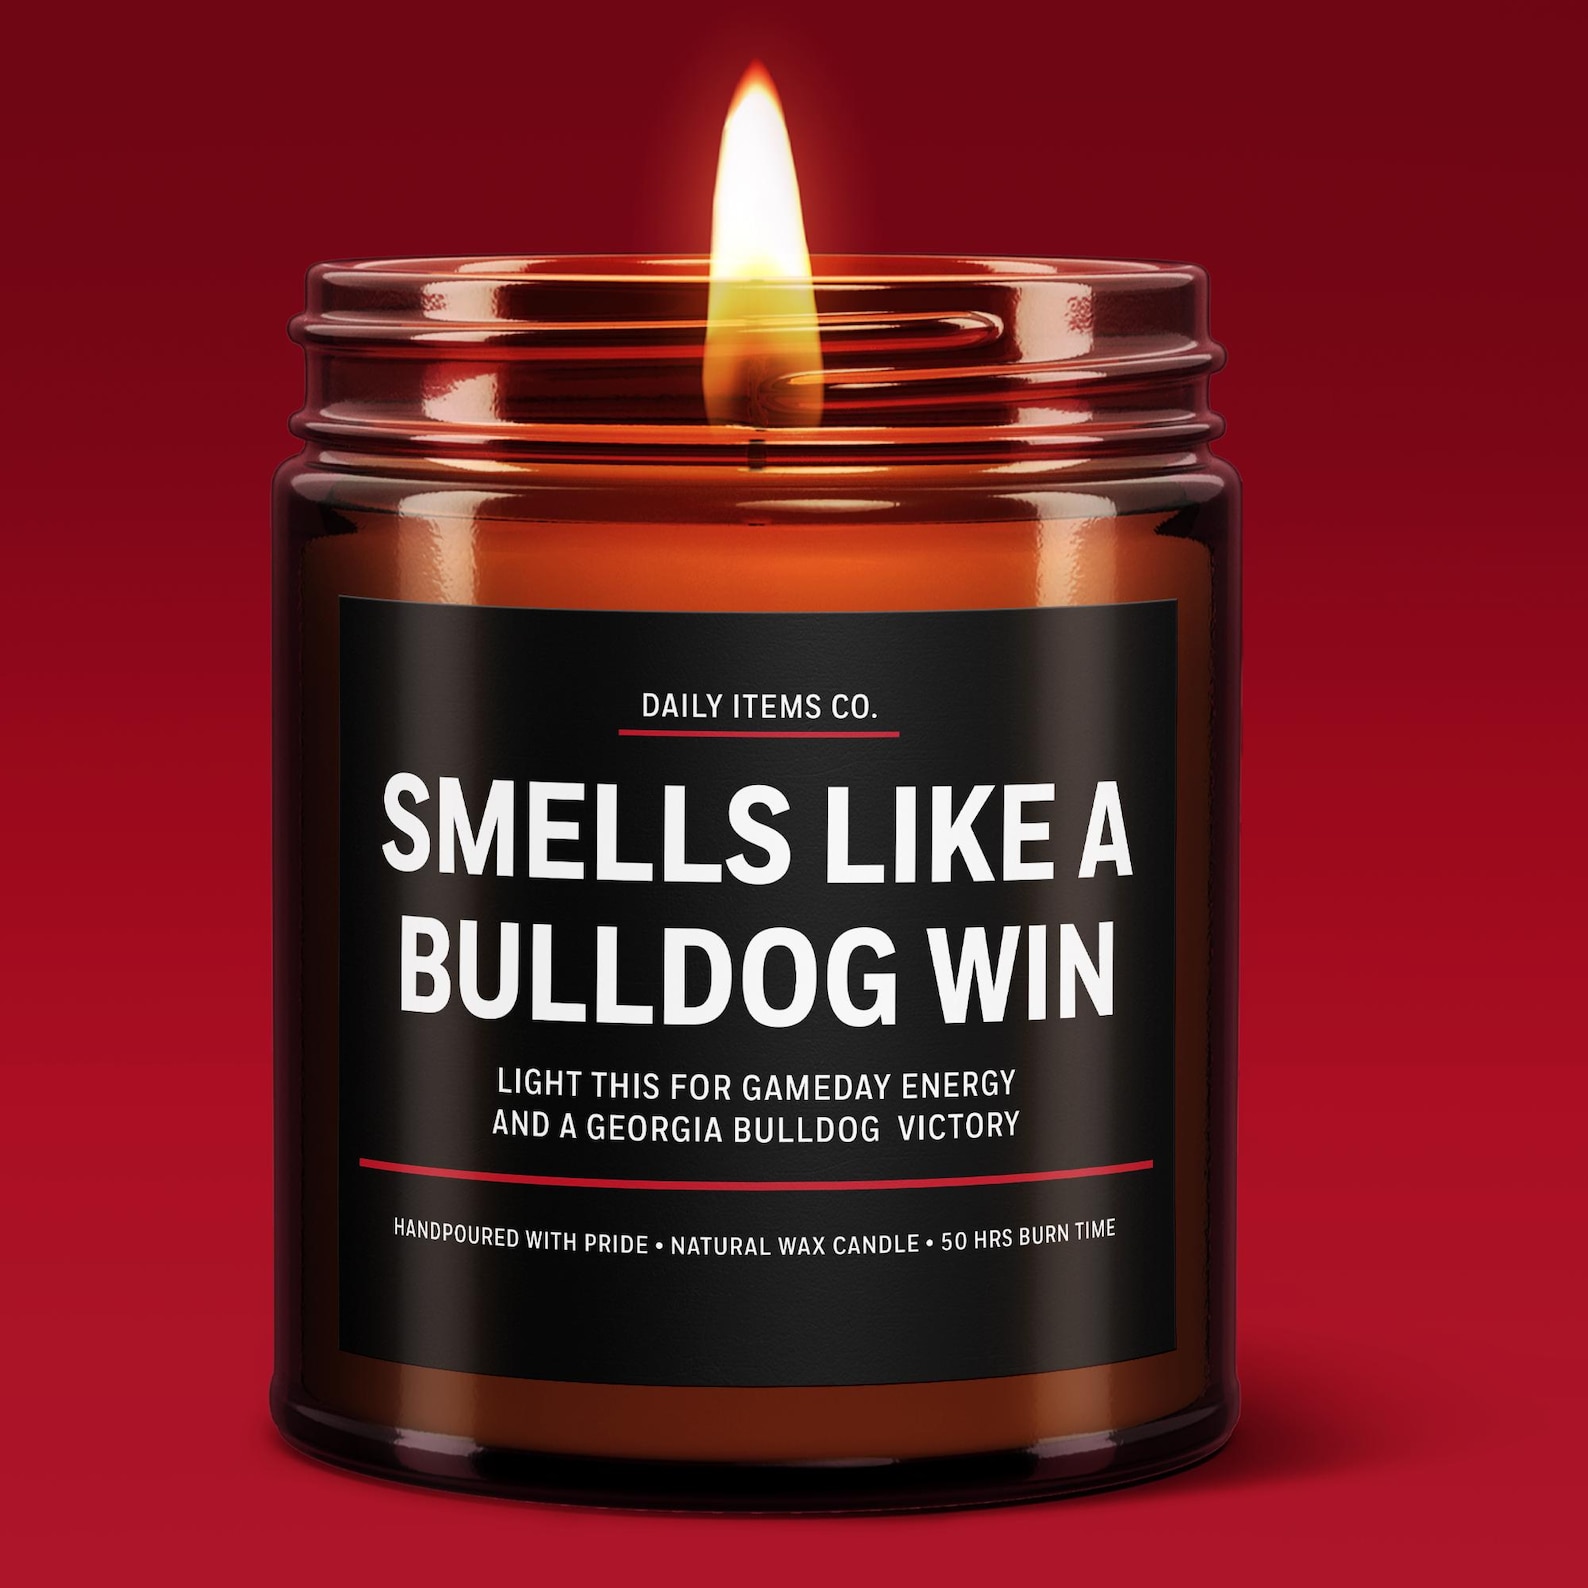 DAILY ITEMS CO.
SMELLS LIKE A
BULLDOG WIN
LIGHT THIS FOR GAMEDAY ENERGY
AND A GEORGIA BULLDOG VICTORY
HANDPOURED WITH PRIDE • NATURAL WAX CANDLE • 50 HRS BURN TIME